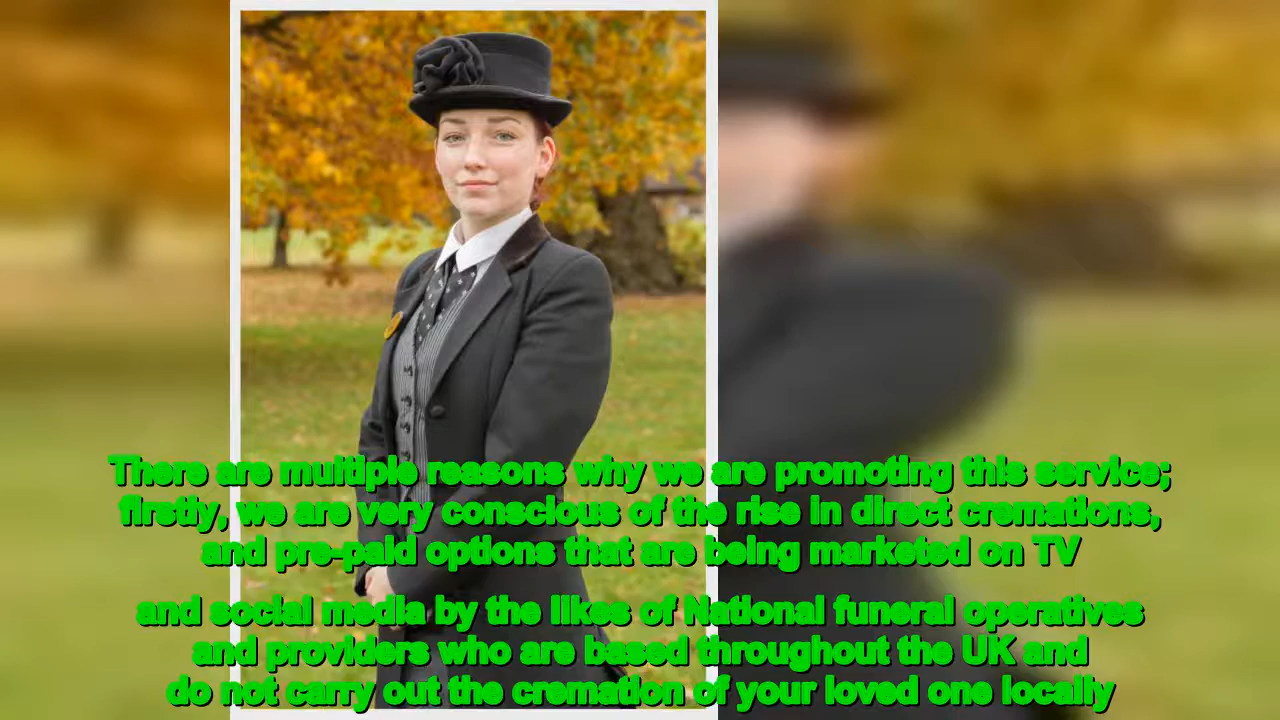 There are multiple reasons why we are promoting this service;
firstly, we are very conscious of the rise in direct cremations,
and pre-paid options that are being marketed on TV
and social media by the likes of National funeral operatives
and providers who are based throughout the UK and
do not carry out the cremation of your loved one locally